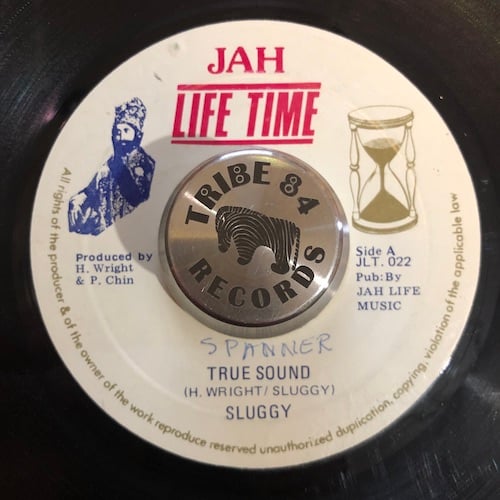 JAH
LIFE TIME
TRIBE 84
RECORDS
Produced by
H. Wright
& P. Chin
Side A
JLT. 022
Pub: By
JAH LIFE
MUSIC
SPANNER
TRUE SOUND
(H. WRIGHT/ SLUGGY)
SLUGGY
All rights of the producer & of the owner of the work reproduce reserved unauthorized duplication, copying, violation of the applicable law